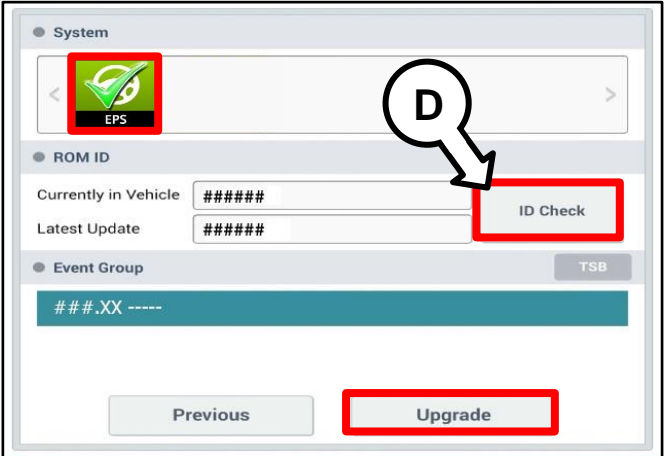 System
<
EPS
>
D
ROM ID
Currently in Vehicle ######
ID Check
Latest Update ######
Event Group
TSB
###.XX -----
Previous
Upgrade